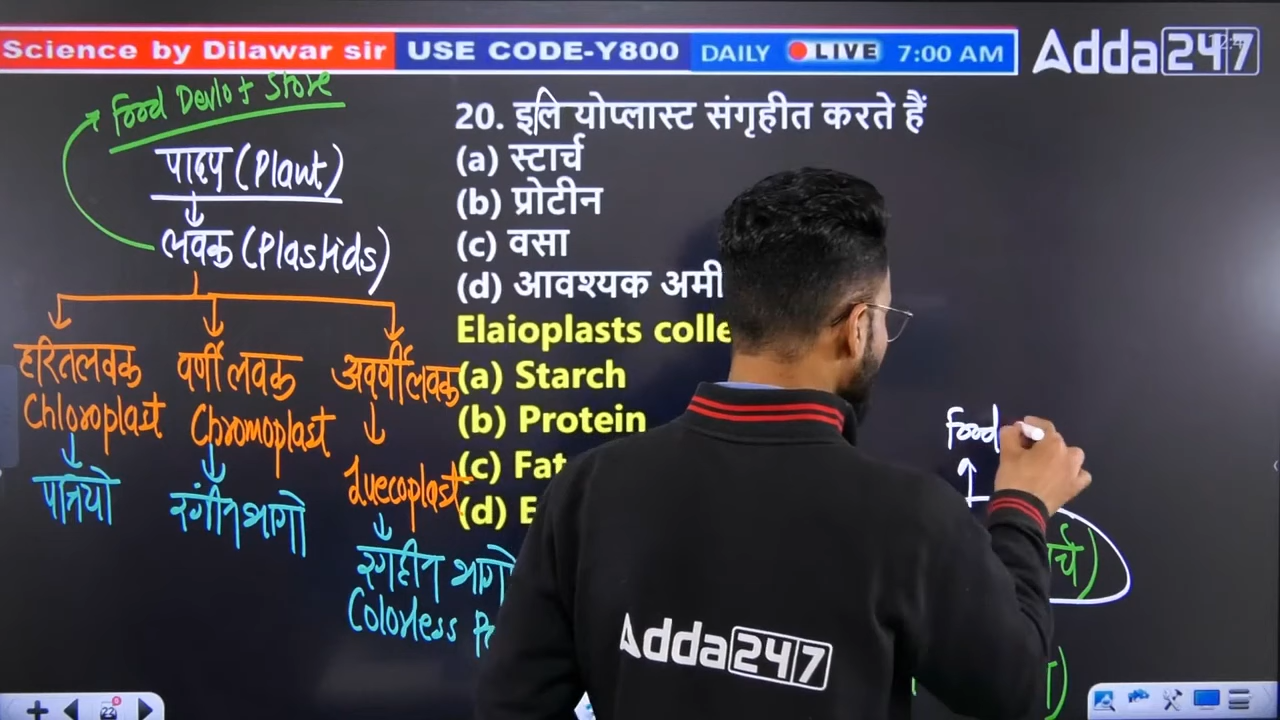 Science by Dilawar sir USE CODE-Y800 DAILY LIVE 7:00 AM Adda247
Food Devlo + Store
पादप (Plant)
लवक (Plastids)
हरितलवक
Chloroplast
पत्तियों
वर्णी लवक
Chromoplast
रंगीन भागों
अवर्णीलवक
Luecoplast
रंगहीन भागों
Colorless
20. इलियोप्लास्ट संगृहीत करते हैं
(a) स्टार्च
(b) प्रोटीन
(c) वसा
(d) आवश्यक अमी
Elaioplasts colle
(a) Starch
(b) Protein
(c) Fat
(d) E
Food
र्च)
Adda247